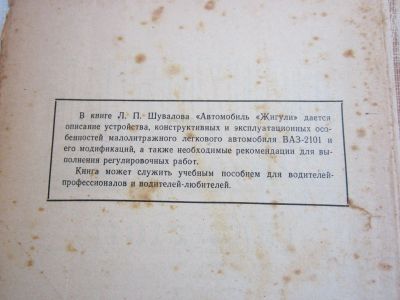 В книге Л. П. Шувалова «Автомобиль «Жигули» дается
описание устройства, конструктивных и эксплуатационных осо-
бенностей малолитражного легкового автомобиля ВАЗ-2101 и
его модификаций, а также необходимые рекомендации для вы-
полнения регулировочных работ.
Книга может служить учебным пособием для водителей-
профессионалов и водителей-любителей.